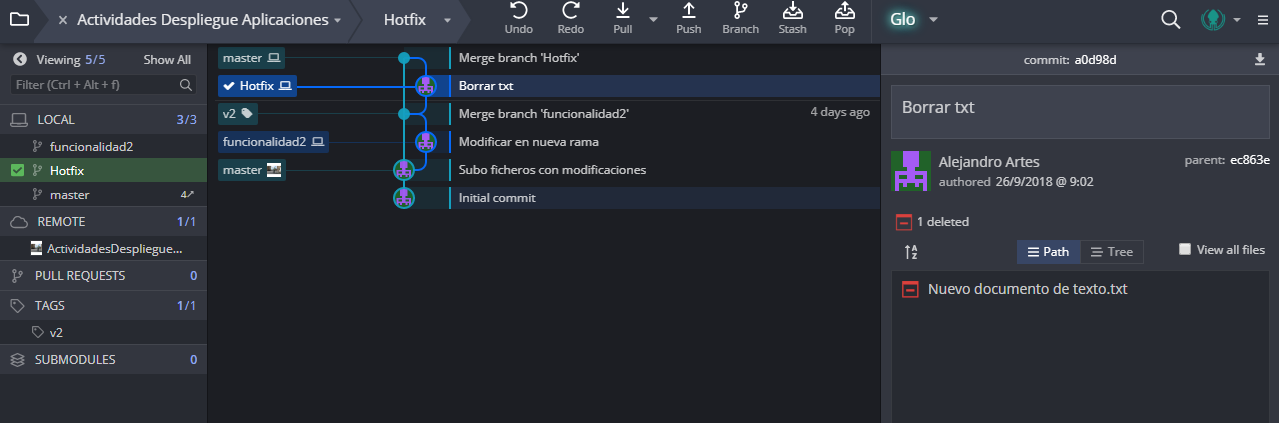 Actividades Despliegue Aplicaciones
Hotfix
Undo
Redo
Pull
Push
Branch
Stash
Pop
Glo
Viewing 5/5
Show All
Filter (Ctrl + Alt + f)
LOCAL 3/3
funcionalidad2
Hotfix
master 4
REMOTE 1/1
ActividadesDespliegue...
PULL REQUESTS 0
TAGS 1/1
v2
SUBMODULES 0
master Merge branch 'Hotfix'
Hotfix Borrar txt
v2 Merge branch 'funcionalidad2' 4 days ago
funcionalidad2 Modificar en nueva rama
master Subo ficheros con modificaciones
Initial commit
commit: a0d98d
Borrar txt
Alejandro Artes
parent: ec863e
authored 26/9/2018 @ 9:02
1 deleted
A
Z
Path
Tree
View all files
Nuevo documento de texto.txt